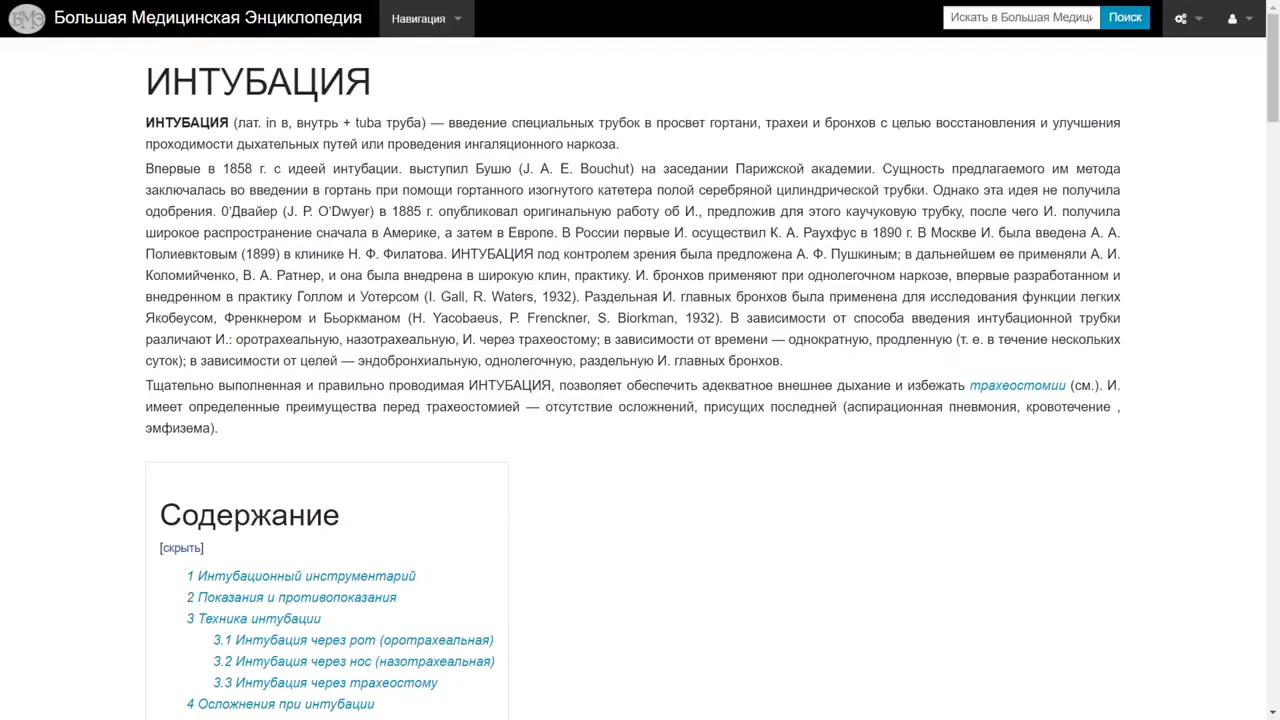 Большая Медицинская Энциклопедия Навигация Искать в Большая Медици Поиск
ИНТУБАЦИЯ
ИНТУБАЦИЯ (лат. in в, внутрь + tuba труба) — введение специальных трубок в просвет гортани, трахеи и бронхов с целью восстановления и улучшения
проходимости дыхательных путей или проведения ингаляционного наркоза.
Впервые в 1858 г. с идеей интубации. выступил Бушю (J. A. E. Bouchut) на заседании Парижской академии. Сущность предлагаемого им метода
заключалась во введении в гортань при помощи гортанного изогнутого катетера полой серебряной цилиндрической трубки. Однако эта идея не получила
одобрения. 0'Двайер (J. P. O'Dwyer) в 1885 г. опубликовал оригинальную работу об И., предложив для этого каучуковую трубку, после чего И. получила
широкое распространение сначала в Америке, а затем в Европе. В России первые И. осуществил К. А. Раухфус в 1890 г. В Москве И. была введена А. А.
Полиевктовым (1899) в клинике Н. Ф. Филатова. ИНТУБАЦИЯ под контролем зрения была предложена А. Ф. Пушкиным; в дальнейшем ее применяли А. И.
Коломийченко, В. А. Ратнер, и она была внедрена в широкую клин, практику. И. бронхов применяют при однолегочном наркозе, впервые разработанном и
внедренном в практику Голлом и Уотерсом (I. Gall, R. Waters, 1932). Раздельная И. главных бронхов была применена для исследования функции легких
Якобеусом, Френкнером и Бьоркманом (H. Yacobaeus, P. Frenckner, S. Biorkman, 1932). В зависимости от способа введения интубационной трубки
различают И.: оротрахеальную, назотрахеальную, И. через трахеостому; в зависимости от времени — однократную, продленную (т. е. в течение нескольких
суток); в зависимости от целей — эндобронхиальную, однолегочную, раздельную И. главных бронхов.
Тщательно выполненная и правильно проводимая ИНТУБАЦИЯ, позволяет обеспечить адекватное внешнее дыхание и избежать трахеостомии (см.). И.
имеет определенные преимущества перед трахеостомией — отсутствие осложнений, присущих последней (аспирационная пневмония, кровотечение ,
эмфизема).
Содержание
[скрыть]
1 Интубационный инструментарий
2 Показания и противопоказания
3 Техника интубации
3.1 Интубация через рот (оротрахеальная)
3.2 Интубация через нос (назотрахеальная)
3.3 Интубация через трахеостому
4 Осложнения при интубации